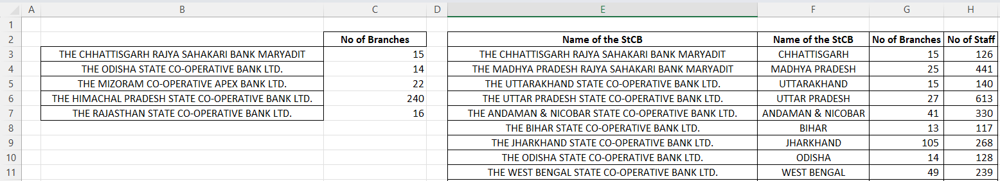 A B C D E F G H
1
2 No of Branches Name of the StCB Name of the StCB No of Branches No of Staff
3 THE CHHATTISGARH RAJYA SAHAKARI BANK MARYADIT 15 THE CHHATTISGARH RAJYA SAHAKARI BANK MARYADIT CHHATTISGARH 15 126
4 THE ODISHA STATE CO-OPERATIVE BANK LTD. 14 THE MADHYA PRADESH RAJYA SAHAKARI BANK MARYADIT MADHYA PRADESH 25 441
5 THE MIZORAM CO-OPERATIVE APEX BANK LTD. 22 THE UTTARAKHAND STATE CO-OPERATIVE BANK LTD. UTTARAKHAND 15 140
6 THE HIMACHAL PRADESH STATE CO-OPERATIVE BANK LTD. 240 THE UTTAR PRADESH STATE CO-OPERATIVE BANK LTD. UTTAR PRADESH 27 613
7 THE RAJASTHAN STATE CO-OPERATIVE BANK LTD. 16 THE ANDAMAN & NICOBAR STATE CO-OPERATIVE BANK LTD. ANDAMAN & NICOBAR 41 330
8 THE BIHAR STATE CO-OPERATIVE BANK LTD. BIHAR 13 117
9 THE JHARKHAND STATE CO-OPERATIVE BANK LTD. JHARKHAND 105 268
10 THE ODISHA STATE CO-OPERATIVE BANK LTD. ODISHA 14 128
11 THE WEST BENGAL STATE CO-OPERATIVE BANK LTD. WEST BENGAL 49 239